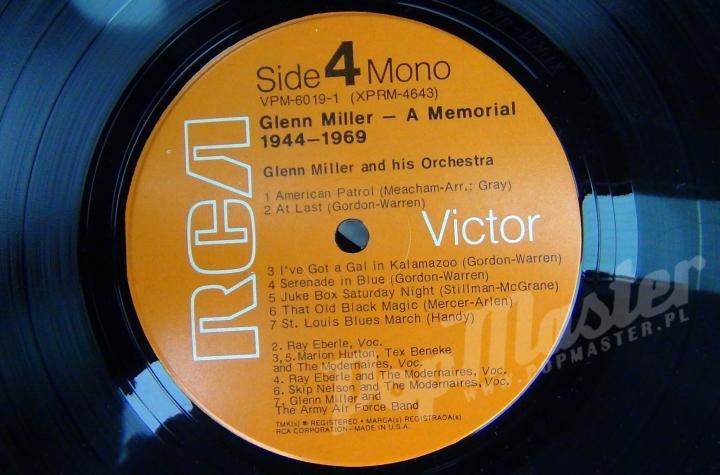 Side 4 Mono
VPM-6019-1 (XPRM-4643)
Glenn Miller — A Memorial
1944—1969
Glenn Miller and his Orchestra
1 American Patrol (Meacham-Arr.: Gray)
2 At Last (Gordon-Warren)
RCA
Victor
3 I've Got a Gal in Kalamazoo (Gordon-Warren)
4 Serenade in Blue (Gordon-Warren)
5 Juke Box Saturday Night (Stillman-McGrane)
6 That Old Black Magic (Mercer-Arlen)
7 St. Louis Blues March (Handy)
2. Ray Eberle, Voc.
3, 5. Marion Hutton, Tex Beneke
and The Modernaires, Voc.
4. Ray Eberle and The Modernaires, Voc.
6. Skip Nelson and The Modernaires, Voc.
7. Glenn Miller and
The Army Air Force Band
TMK(s) ® REGISTERED • MARCA(s) REGISTRADA(s)
RCA CORPORATION—MADE IN U.S.A.
Pop Master
WWW.POPMASTER.PL